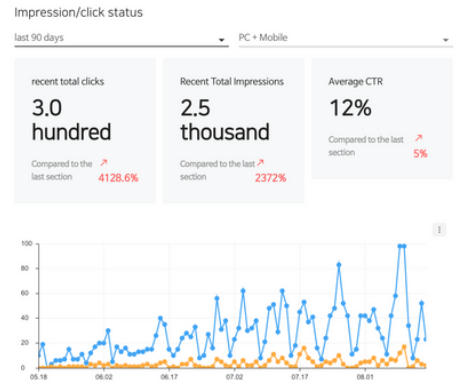 Impression/click status
last 90 days
PC + Mobile
recent total clicks
3.0
hundred
Compared to the
last section
4128.6%
Recent Total Impressions
2.5
thousand
Compared to the last
section
2372%
Average CTR
12%
Compared to the last
section
5%
100
80
60
40
20
0
05.18
06.02
06.17
07.02
07.17
08.01